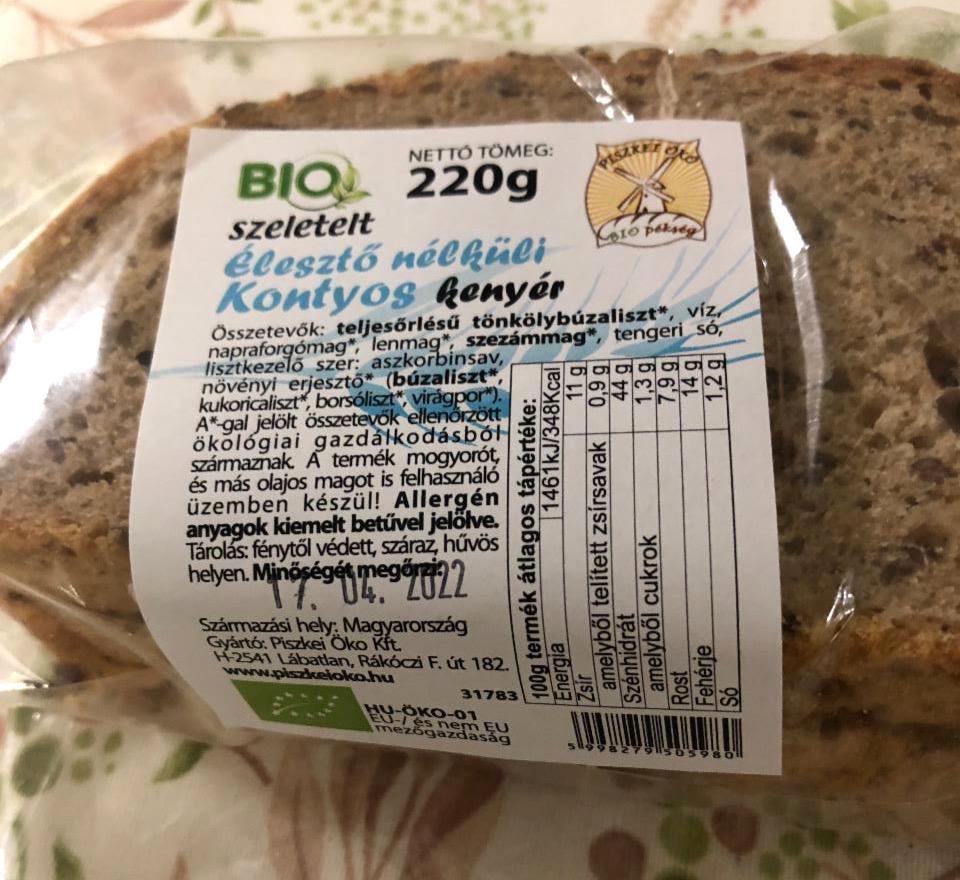 BIO
NETTÓ TÖMEG:
220g
PISZKEI ÖKO
BIO pékség
szeletelt
Élesztő nélküli
Kontyos kenyér
Összetevők: teljesőrlésű tönkölybúzaliszt*, víz,
napraforgómag*, lenmag*, szezámmag*, tengeri só,
lisztkezelő szer: aszkorbinsav,
növényi erjesztő* (búzaliszt*,
kukoricaliszt*, borsóliszt*, virágpor*).
A*-gal jelölt összetevők ellenőrzött
ökológiai gazdálkodásból
származnak. A termék mogyorót,
és más olajos magot is felhasználó
üzemben készül! Allergén
anyagok kiemelt betűvel jelölve.
Tárolás: fénytől védett, száraz, hűvös
helyen. Minőségét megőrzi:
17. 04. 2022
Származási hely: Magyarország
Gyártó: Piszkei Öko Kft.
H-2541 Lábatlan, Rákóczi F. út 182.
www.piszkeioko.hu
31783
HU-ÖKO-01
EU-/ és nem EU
mezőgazdaság
100g termék átlagos tápértéke:
Energia 1461kJ/348Kcal
Zsír 11 g
amelyből telített zsírsavak 0,9 g
Szénhidrát 44 g
amelyből cukrok 1,3 g
Rost 7,9 g
Fehérje 14 g
Só 1,2 g
5998279505980